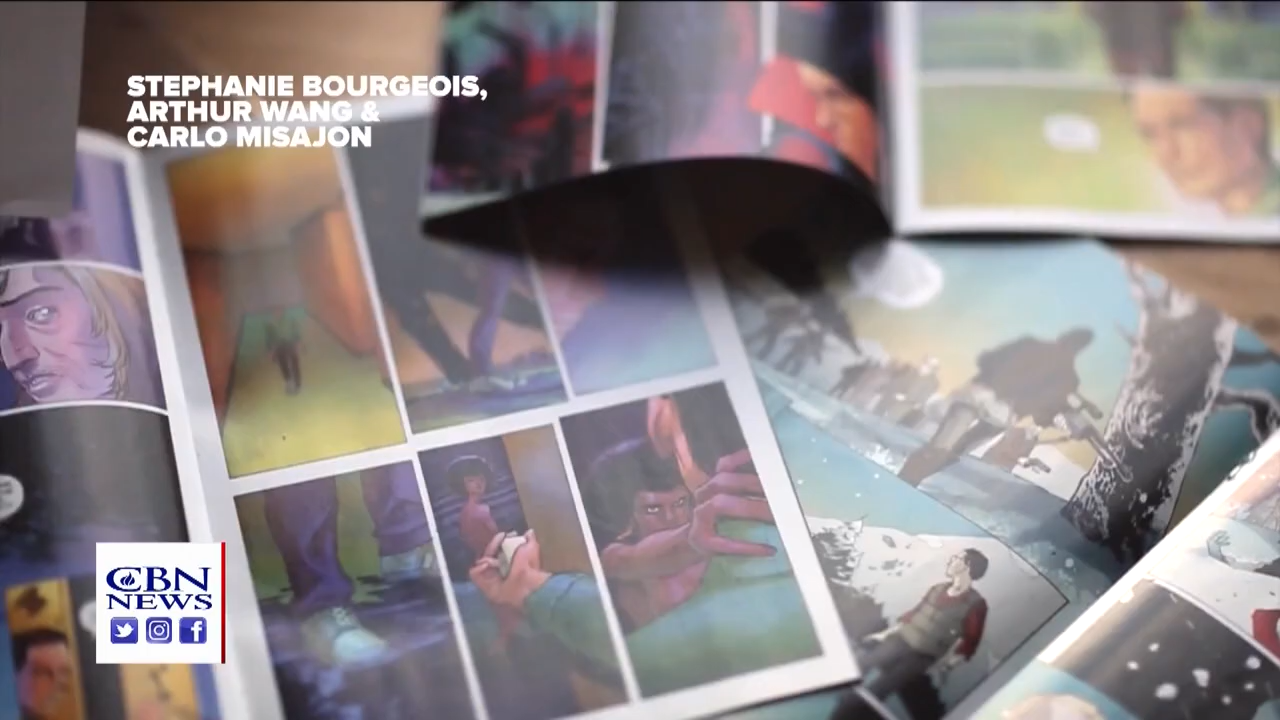 STEPHANIE BOURGEOIS,
ARTHUR WANG &
CARLO MISAJON
CBN
NEWS